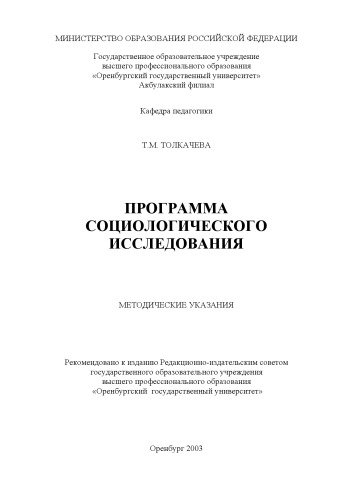 МИНИСТЕРСТВО ОБРАЗОВАНИЯ РОССИЙСКОЙ ФЕДЕРАЦИИ
Государственное образовательное учреждение
высшего профессионального образования
«Оренбургский государственный университет»
Акбулакский филиал
Кафедра педагогики
Т.М. ТОЛКАЧЕВА
ПРОГРАММА
СОЦИОЛОГИЧЕСКОГО
ИССЛЕДОВАНИЯ
МЕТОДИЧЕСКИЕ УКАЗАНИЯ
Рекомендовано к изданию Редакционно-издательским советом
государственного образовательного учреждения
высшего профессионального образования
«Оренбургский государственный университет»
Оренбург 2003